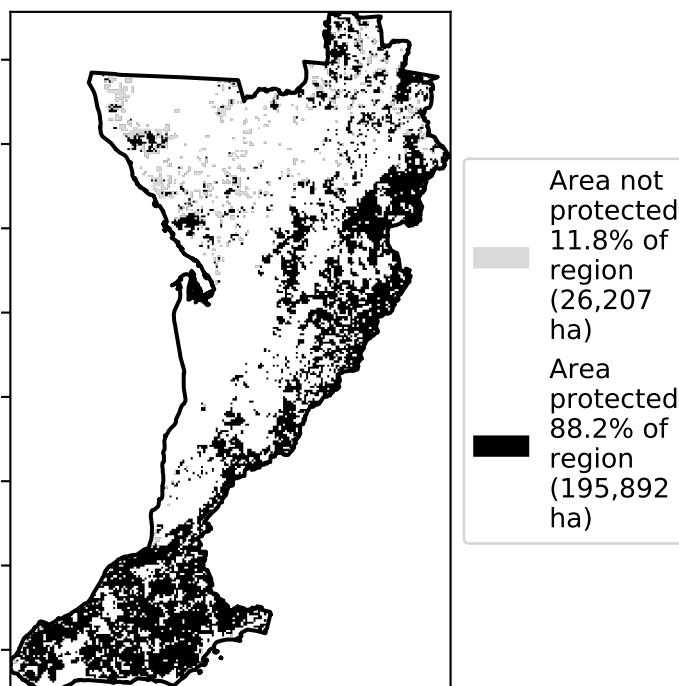 Area not
protected
11.8% of
region
(26,207
ha)
Area
protected
88.2% of
region
(195,892
ha)